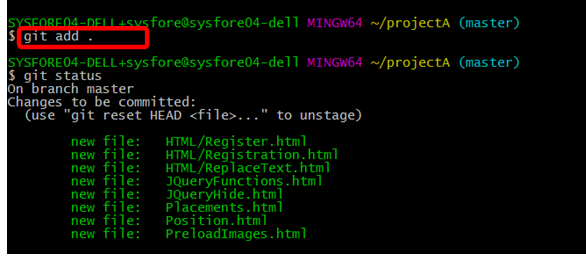 SYSFORE04-DELL+sysfore@sysfore04-dell MINGW64 ~/projectA (master)
$ git add .
SYSFORE04-DELL+sysfore@sysfore04-dell MINGW64 ~/projectA (master)
$ git status
On branch master
Changes to be committed:
  (use "git reset HEAD <file>..." to unstage)
        new file:   HTML/Register.html
        new file:   HTML/Registration.html
        new file:   HTML/ReplaceText.html
        new file:   JQueryFunctions.html
        new file:   JQueryHide.html
        new file:   Placements.html
        new file:   Position.html
        new file:   PreloadImages.html